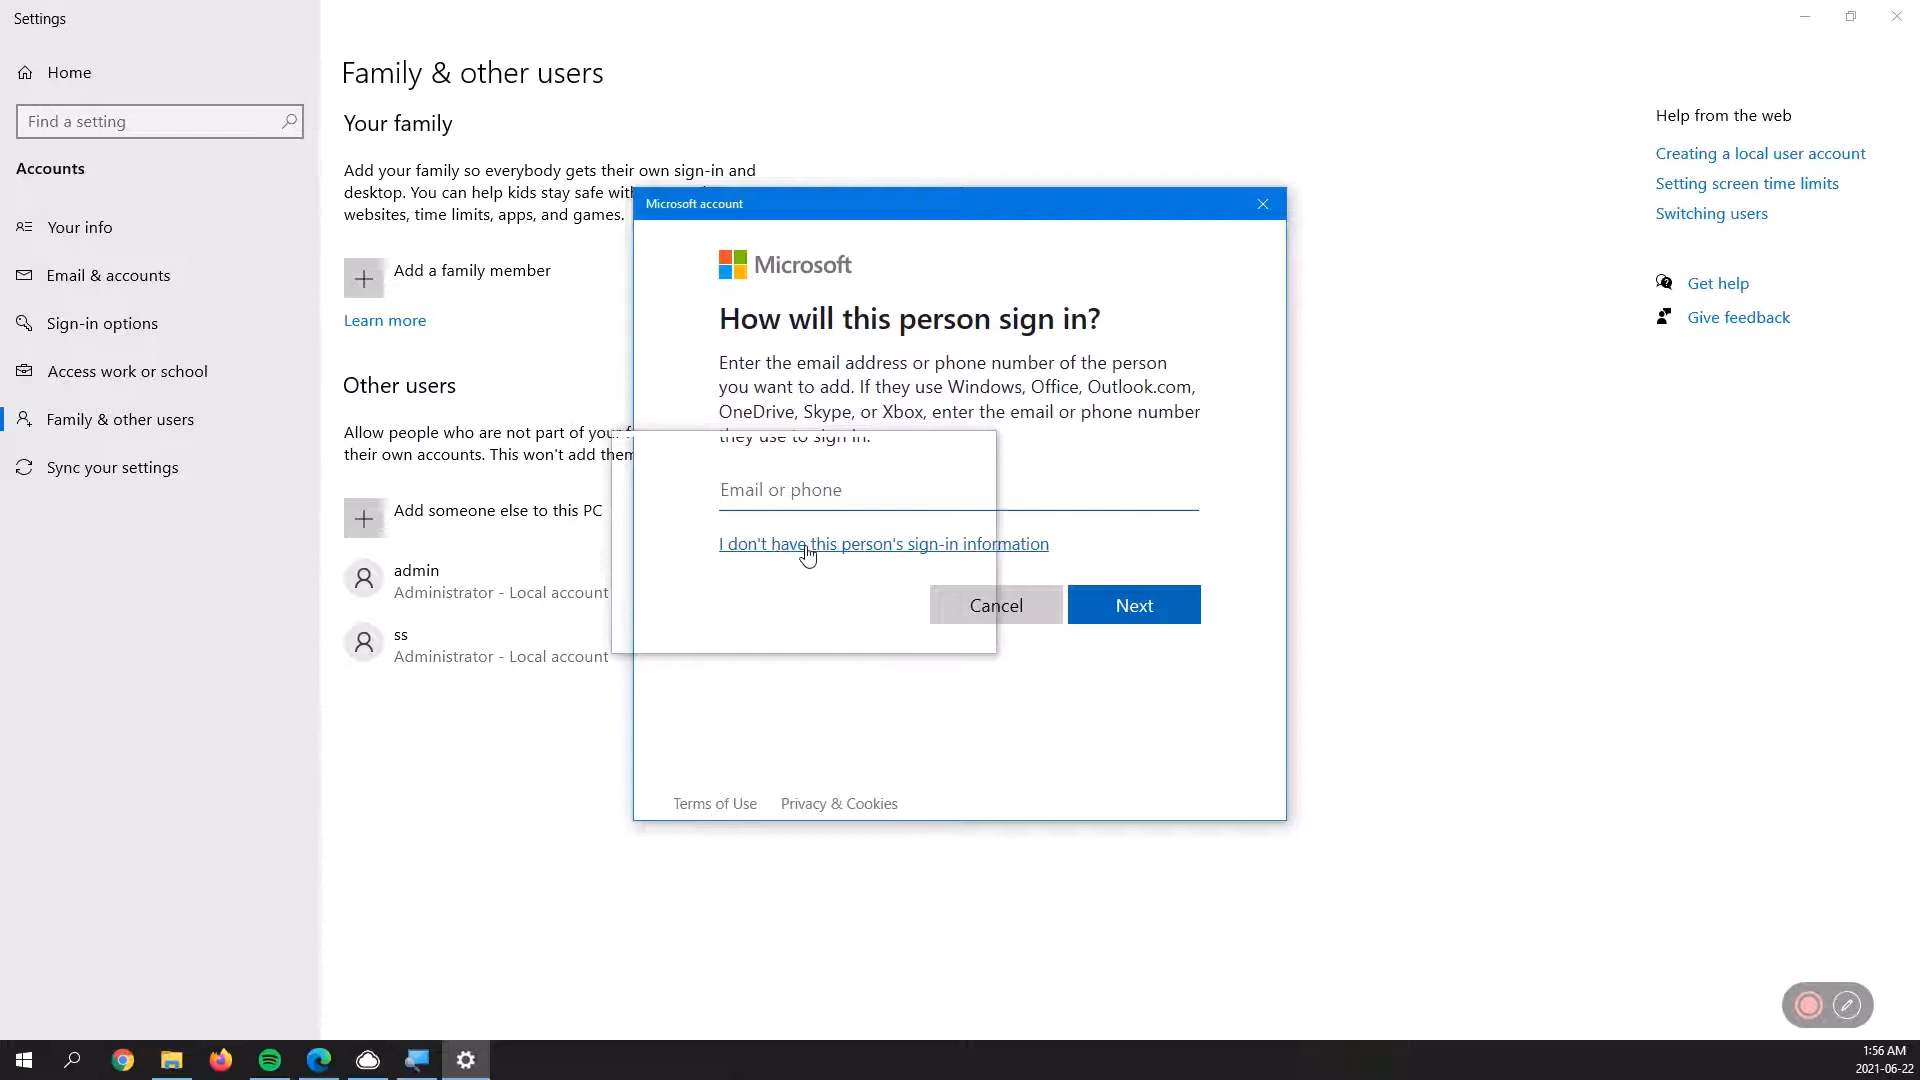 Settings
Home
Find a setting
Accounts
Your info
Email & accounts
Sign-in options
Access work or school
Family & other users
Sync your settings
Family & other users
Your family
Add your family so everybody gets their own sign-in and
desktop. You can help kids stay safe with
websites, time limits, apps, and games.
Add a family member
Learn more
Other users
Allow people who are not part of your f
their own accounts. This won't add them
Add someone else to this PC
admin
Administrator - Local account
ss
Administrator - Local account
Microsoft account
Microsoft
How will this person sign in?
Enter the email address or phone number of the person
you want to add. If they use Windows, Office, Outlook.com,
OneDrive, Skype, or Xbox, enter the email or phone number
they use to sign in.
Email or phone
I don't have this person's sign-in information
Cancel
Next
Terms of Use
Privacy & Cookies
Help from the web
Creating a local user account
Setting screen time limits
Switching users
Get help
Give feedback
1:56 AM
2021-06-22